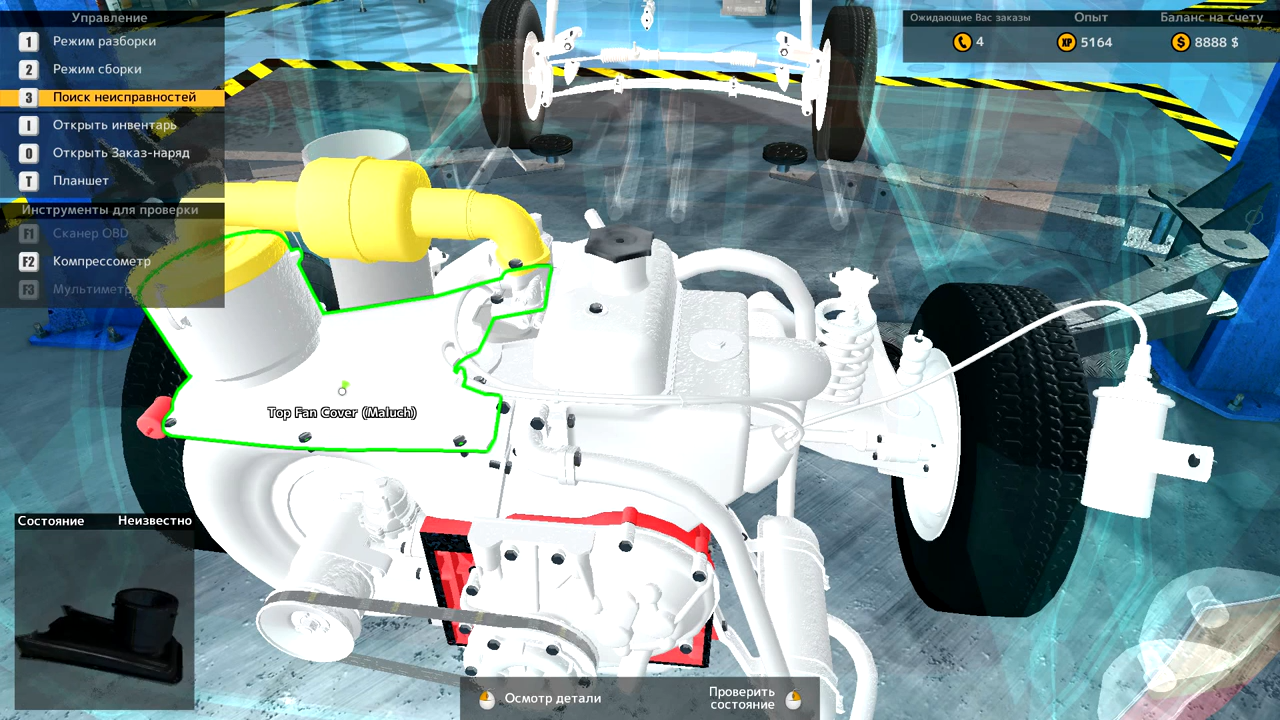 Управление
1 Режим разборки
2 Режим сборки
3 Поиск неисправностей
I Открыть инвентарь
O Открыть Заказ-наряд
T Планшет
Инструменты для проверки
F1 Сканер OBD
F2 Компрессометр
F3 Мультиметр
Ожидающие Вас заказы Опыт Баланс на счету
4 XP 5164 $ 8888 $
Top Fan Cover (Maluch)
Состояние Неизвестно
Осмотр детали
Проверить
состояние